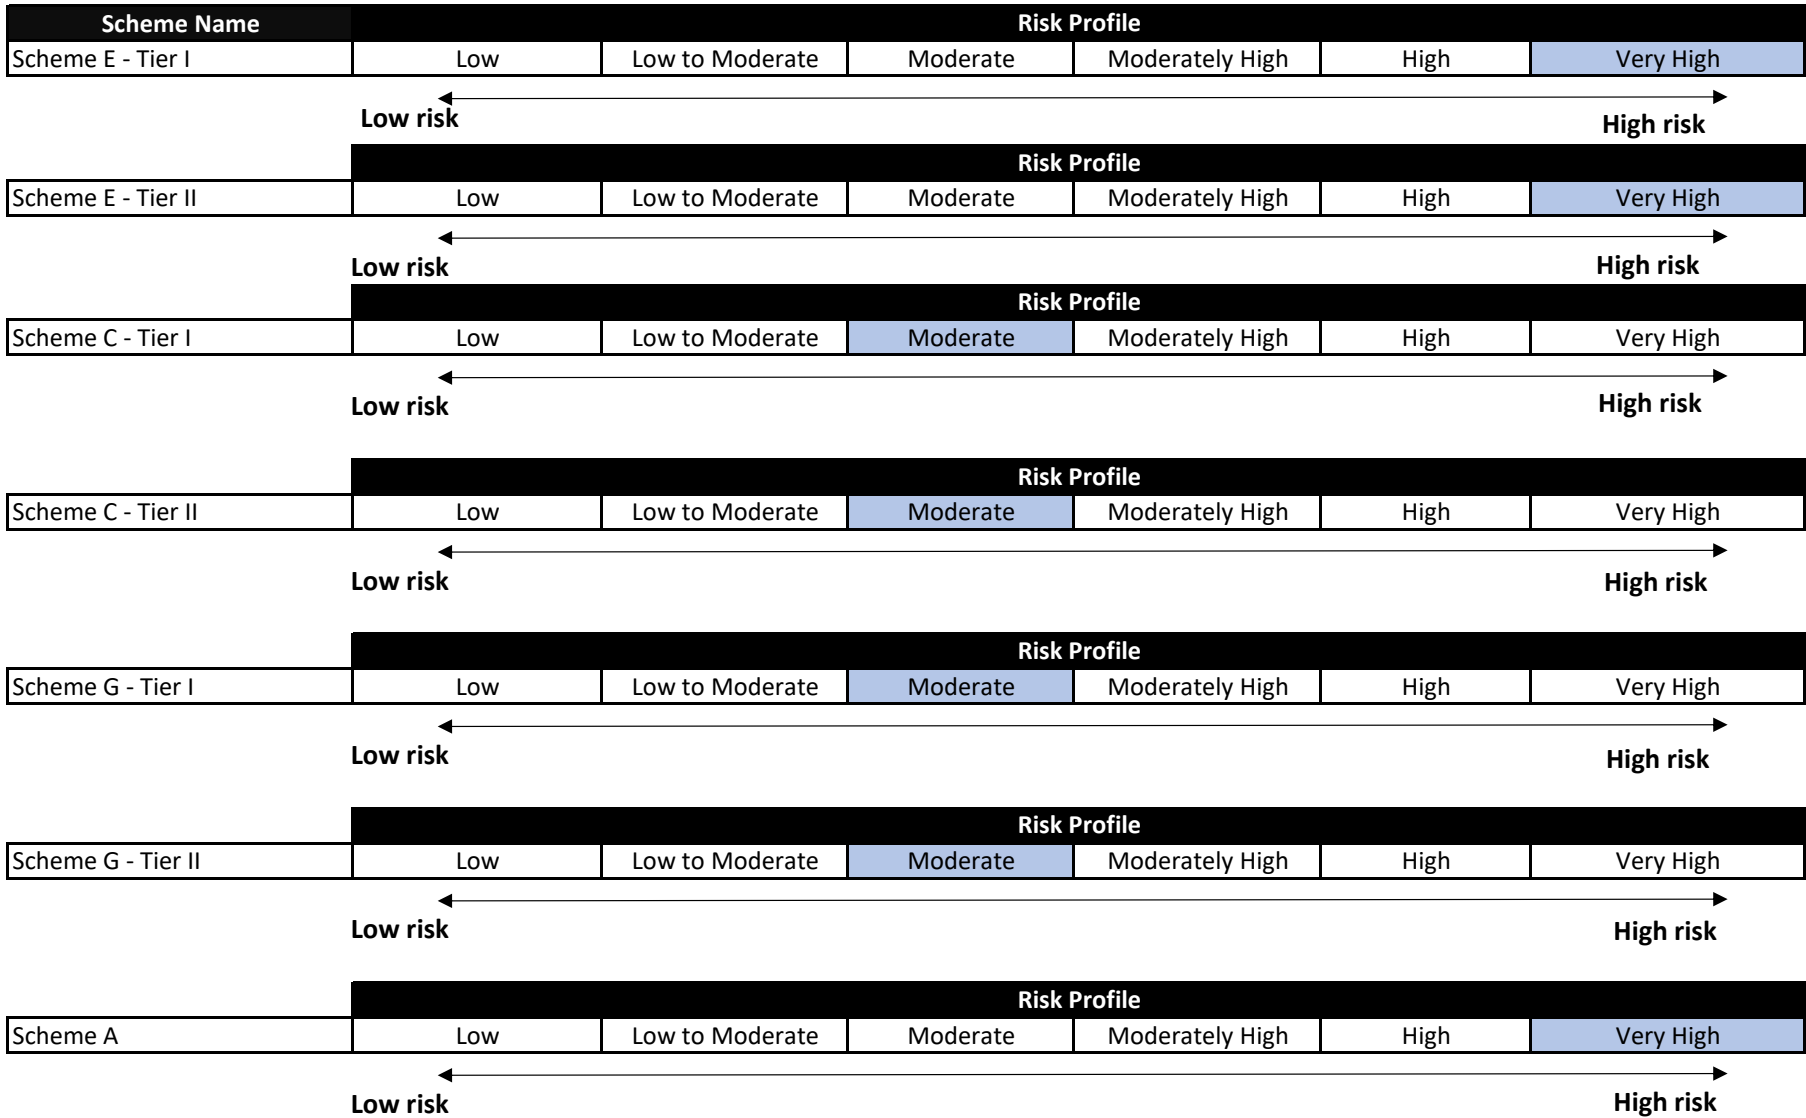 Scheme Name Risk Profile
Scheme E - Tier I Low Low to Moderate Moderate Moderately High High Very High
Low risk High risk
Risk Profile
Scheme E - Tier II Low Low to Moderate Moderate Moderately High High Very High
Low risk High risk
Risk Profile
Scheme C - Tier I Low Low to Moderate Moderate Moderately High High Very High
Low risk High risk
Risk Profile
Scheme C - Tier II Low Low to Moderate Moderate Moderately High High Very High
Low risk High risk
Risk Profile
Scheme G - Tier I Low Low to Moderate Moderate Moderately High High Very High
Low risk High risk
Risk Profile
Scheme G - Tier II Low Low to Moderate Moderate Moderately High High Very High
Low risk High risk
Risk Profile
Scheme A Low Low to Moderate Moderate Moderately High High Very High
Low risk High risk